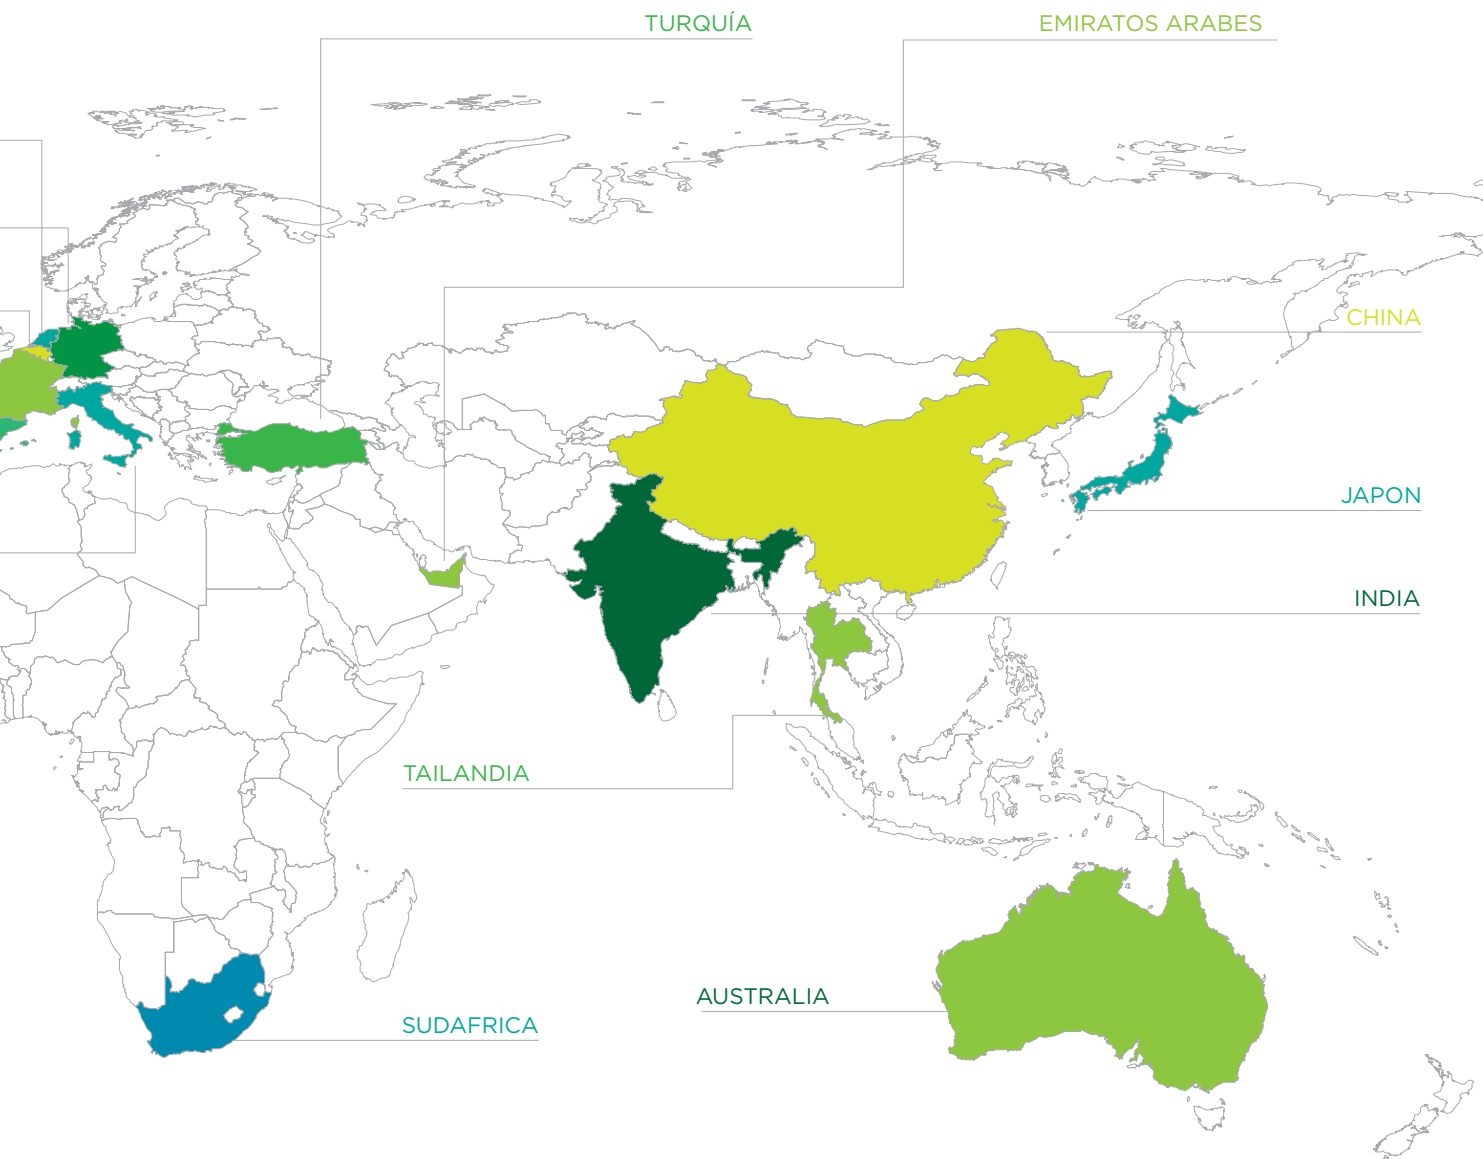 TURQUÍA
EMIRATOS ARABES
CHINA
JAPON
INDIA
TAILANDIA
AUSTRALIA
SUDAFRICA